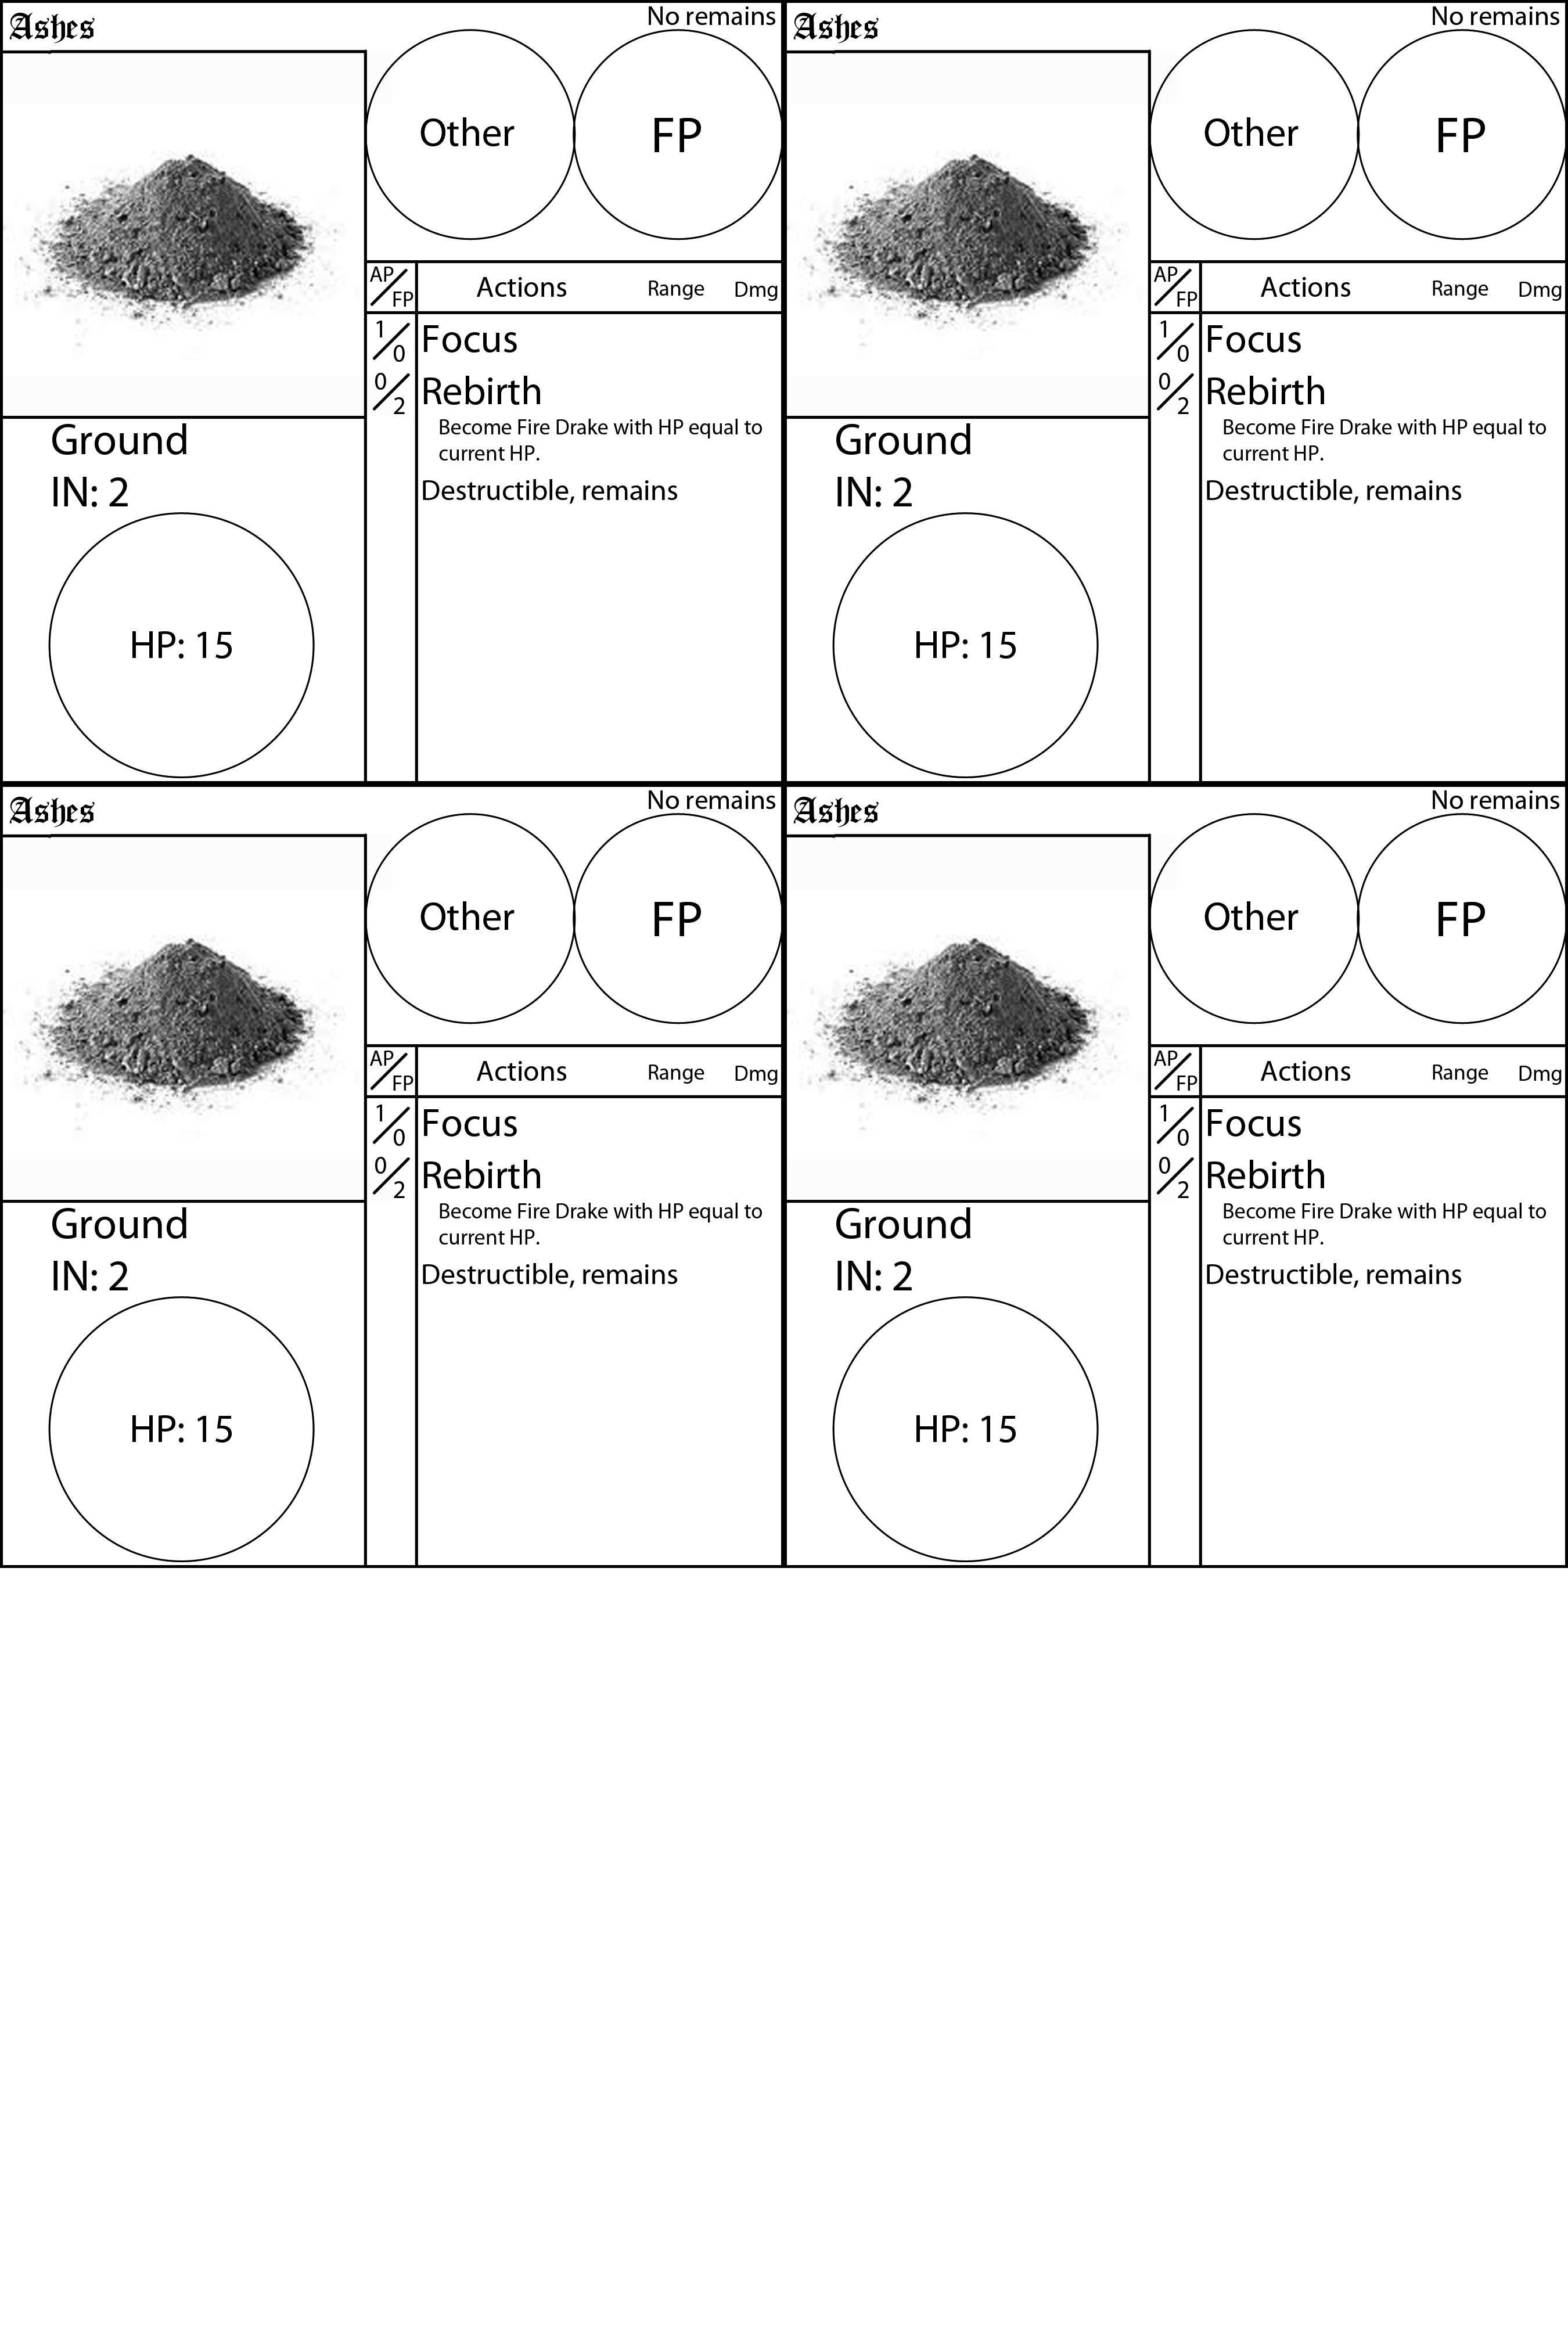 Ashes
No remains
Other
FP
AP/FP Actions Range Dmg
1/0 Focus
0/2 Rebirth
Become Fire Drake with HP equal to
current HP.
Destructible, remains
Ground
IN: 2
HP: 15
Ashes
No remains
Other
FP
AP/FP Actions Range Dmg
1/0 Focus
0/2 Rebirth
Become Fire Drake with HP equal to
current HP.
Destructible, remains
Ground
IN: 2
HP: 15
Ashes
No remains
Other
FP
AP/FP Actions Range Dmg
1/0 Focus
0/2 Rebirth
Become Fire Drake with HP equal to
current HP.
Destructible, remains
Ground
IN: 2
HP: 15
Ashes
No remains
Other
FP
AP/FP Actions Range Dmg
1/0 Focus
0/2 Rebirth
Become Fire Drake with HP equal to
current HP.
Destructible, remains
Ground
IN: 2
HP: 15